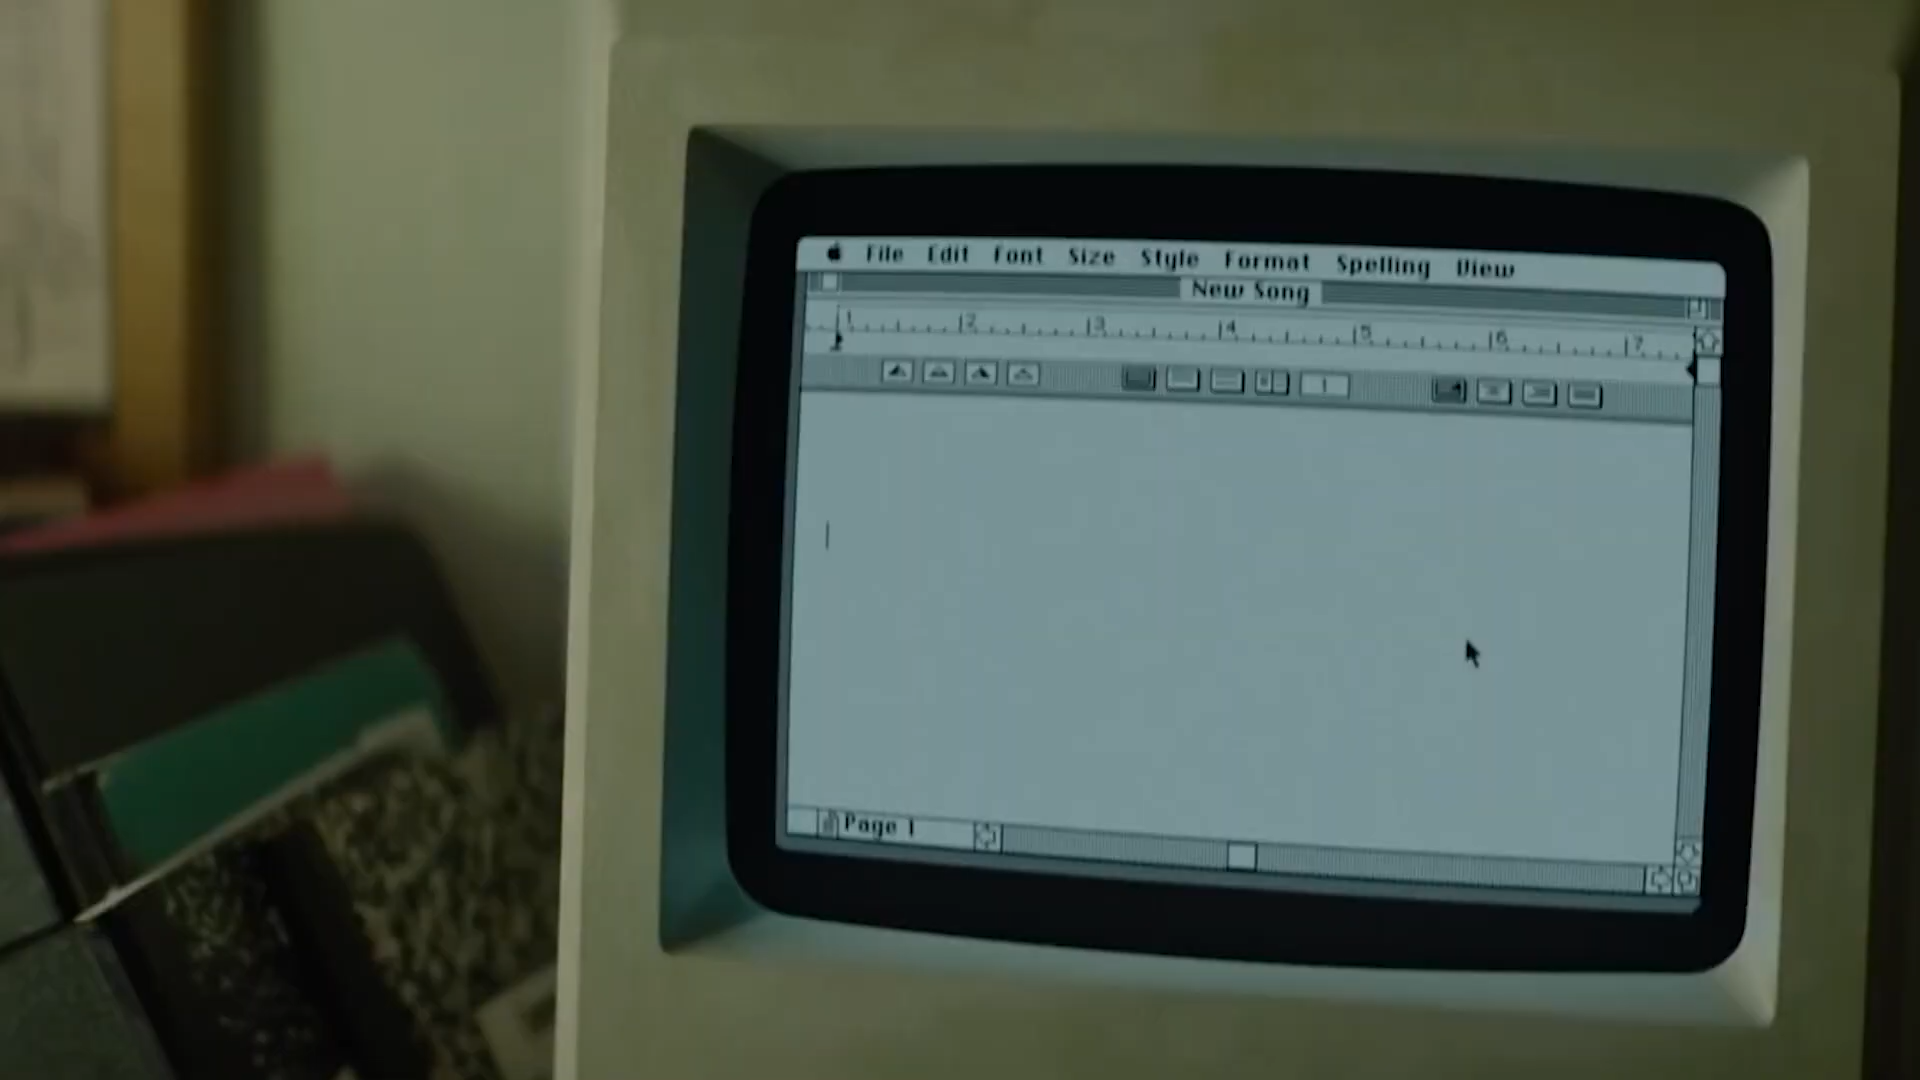 File Edit Font Size Style Format Spelling View
New Song
1 2 3 4 5 6 7
1
Page 1